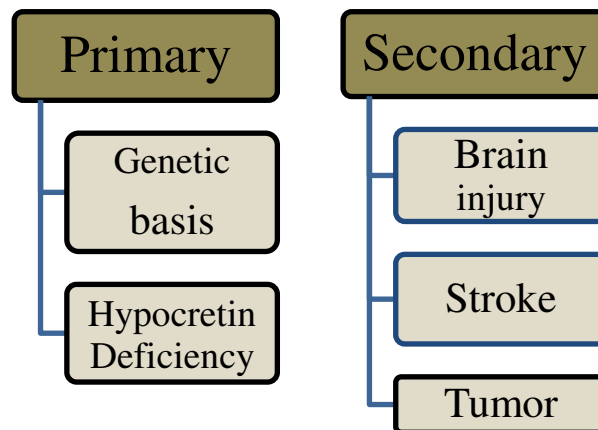 Primary
Genetic
basis
Hypocretin
Deficiency
Secondary
Brain
injury
Stroke
Tumor